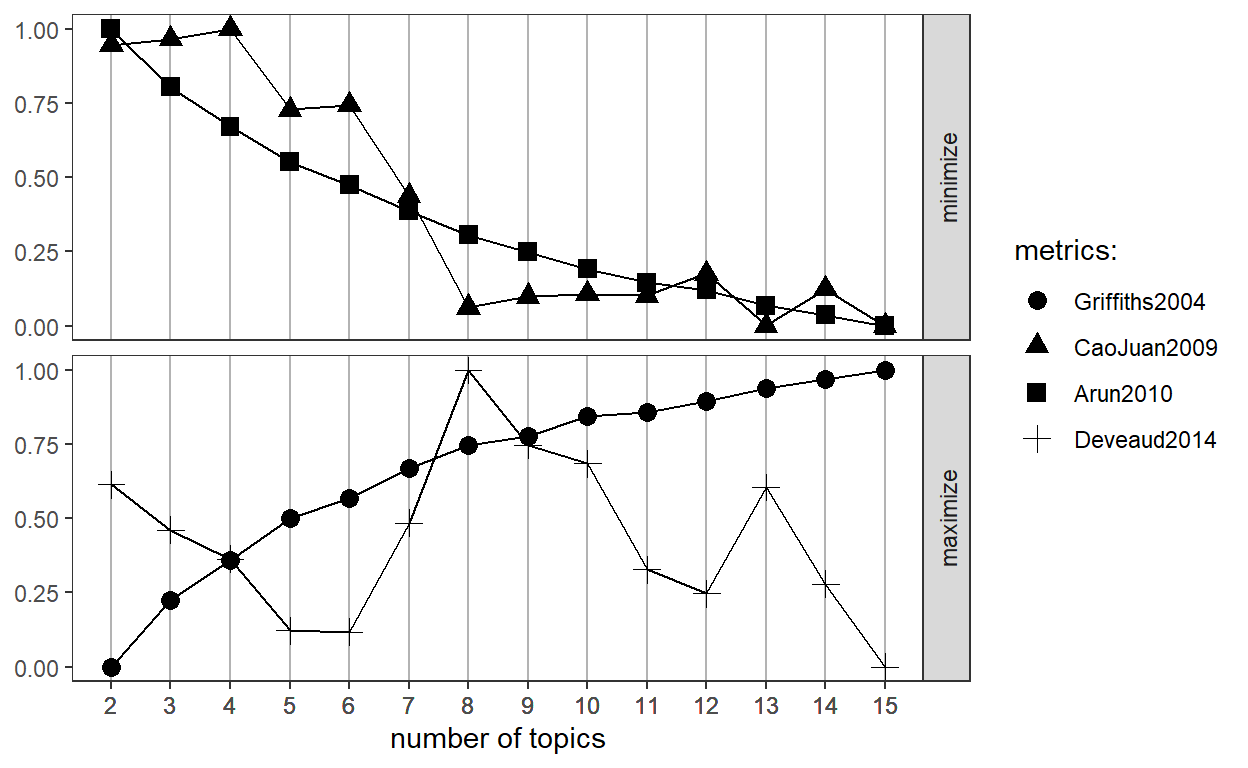 1.00
0.75
0.50
0.25
0.00
minimize
1.00
0.75
0.50
0.25
0.00
maximize
2 3 4 5 6 7 8 9 10 11 12 13 14 15
number of topics
metrics:
Griffiths2004
CaoJuan2009
Arun2010
Deveaud2014